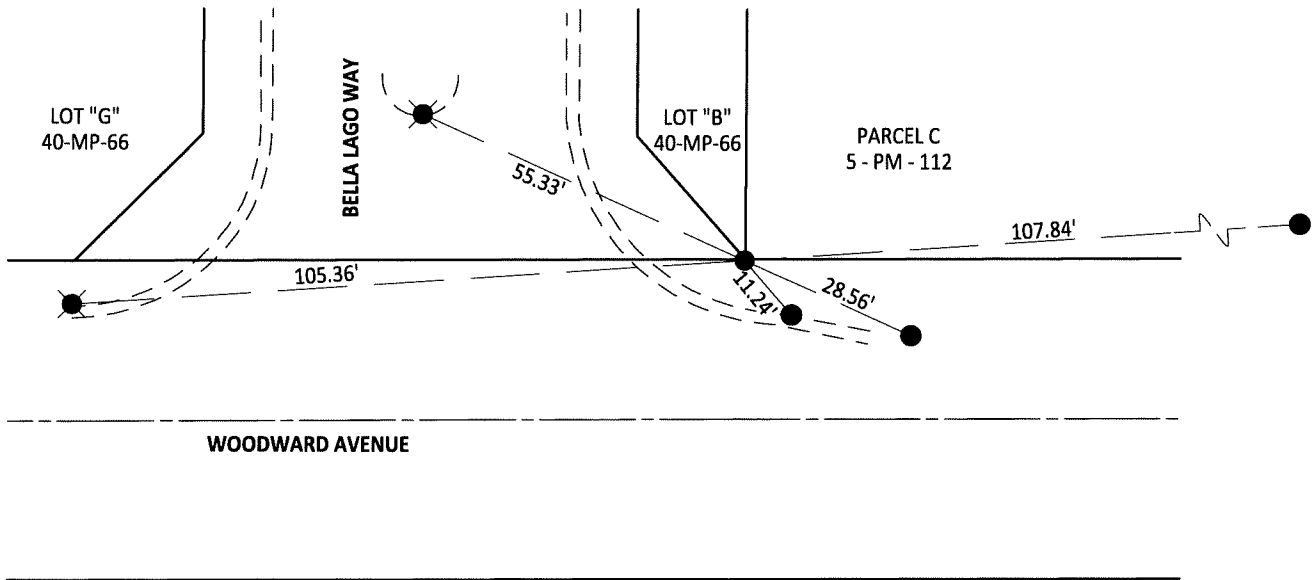 LOT "G"
40-MP-66
BELLA LAGO WAY
LOT "B"
40-MP-66
PARCEL C
5 - PM - 112
55.33'
107.84'
105.36'
11.24'
28.56'
WOODWARD AVENUE